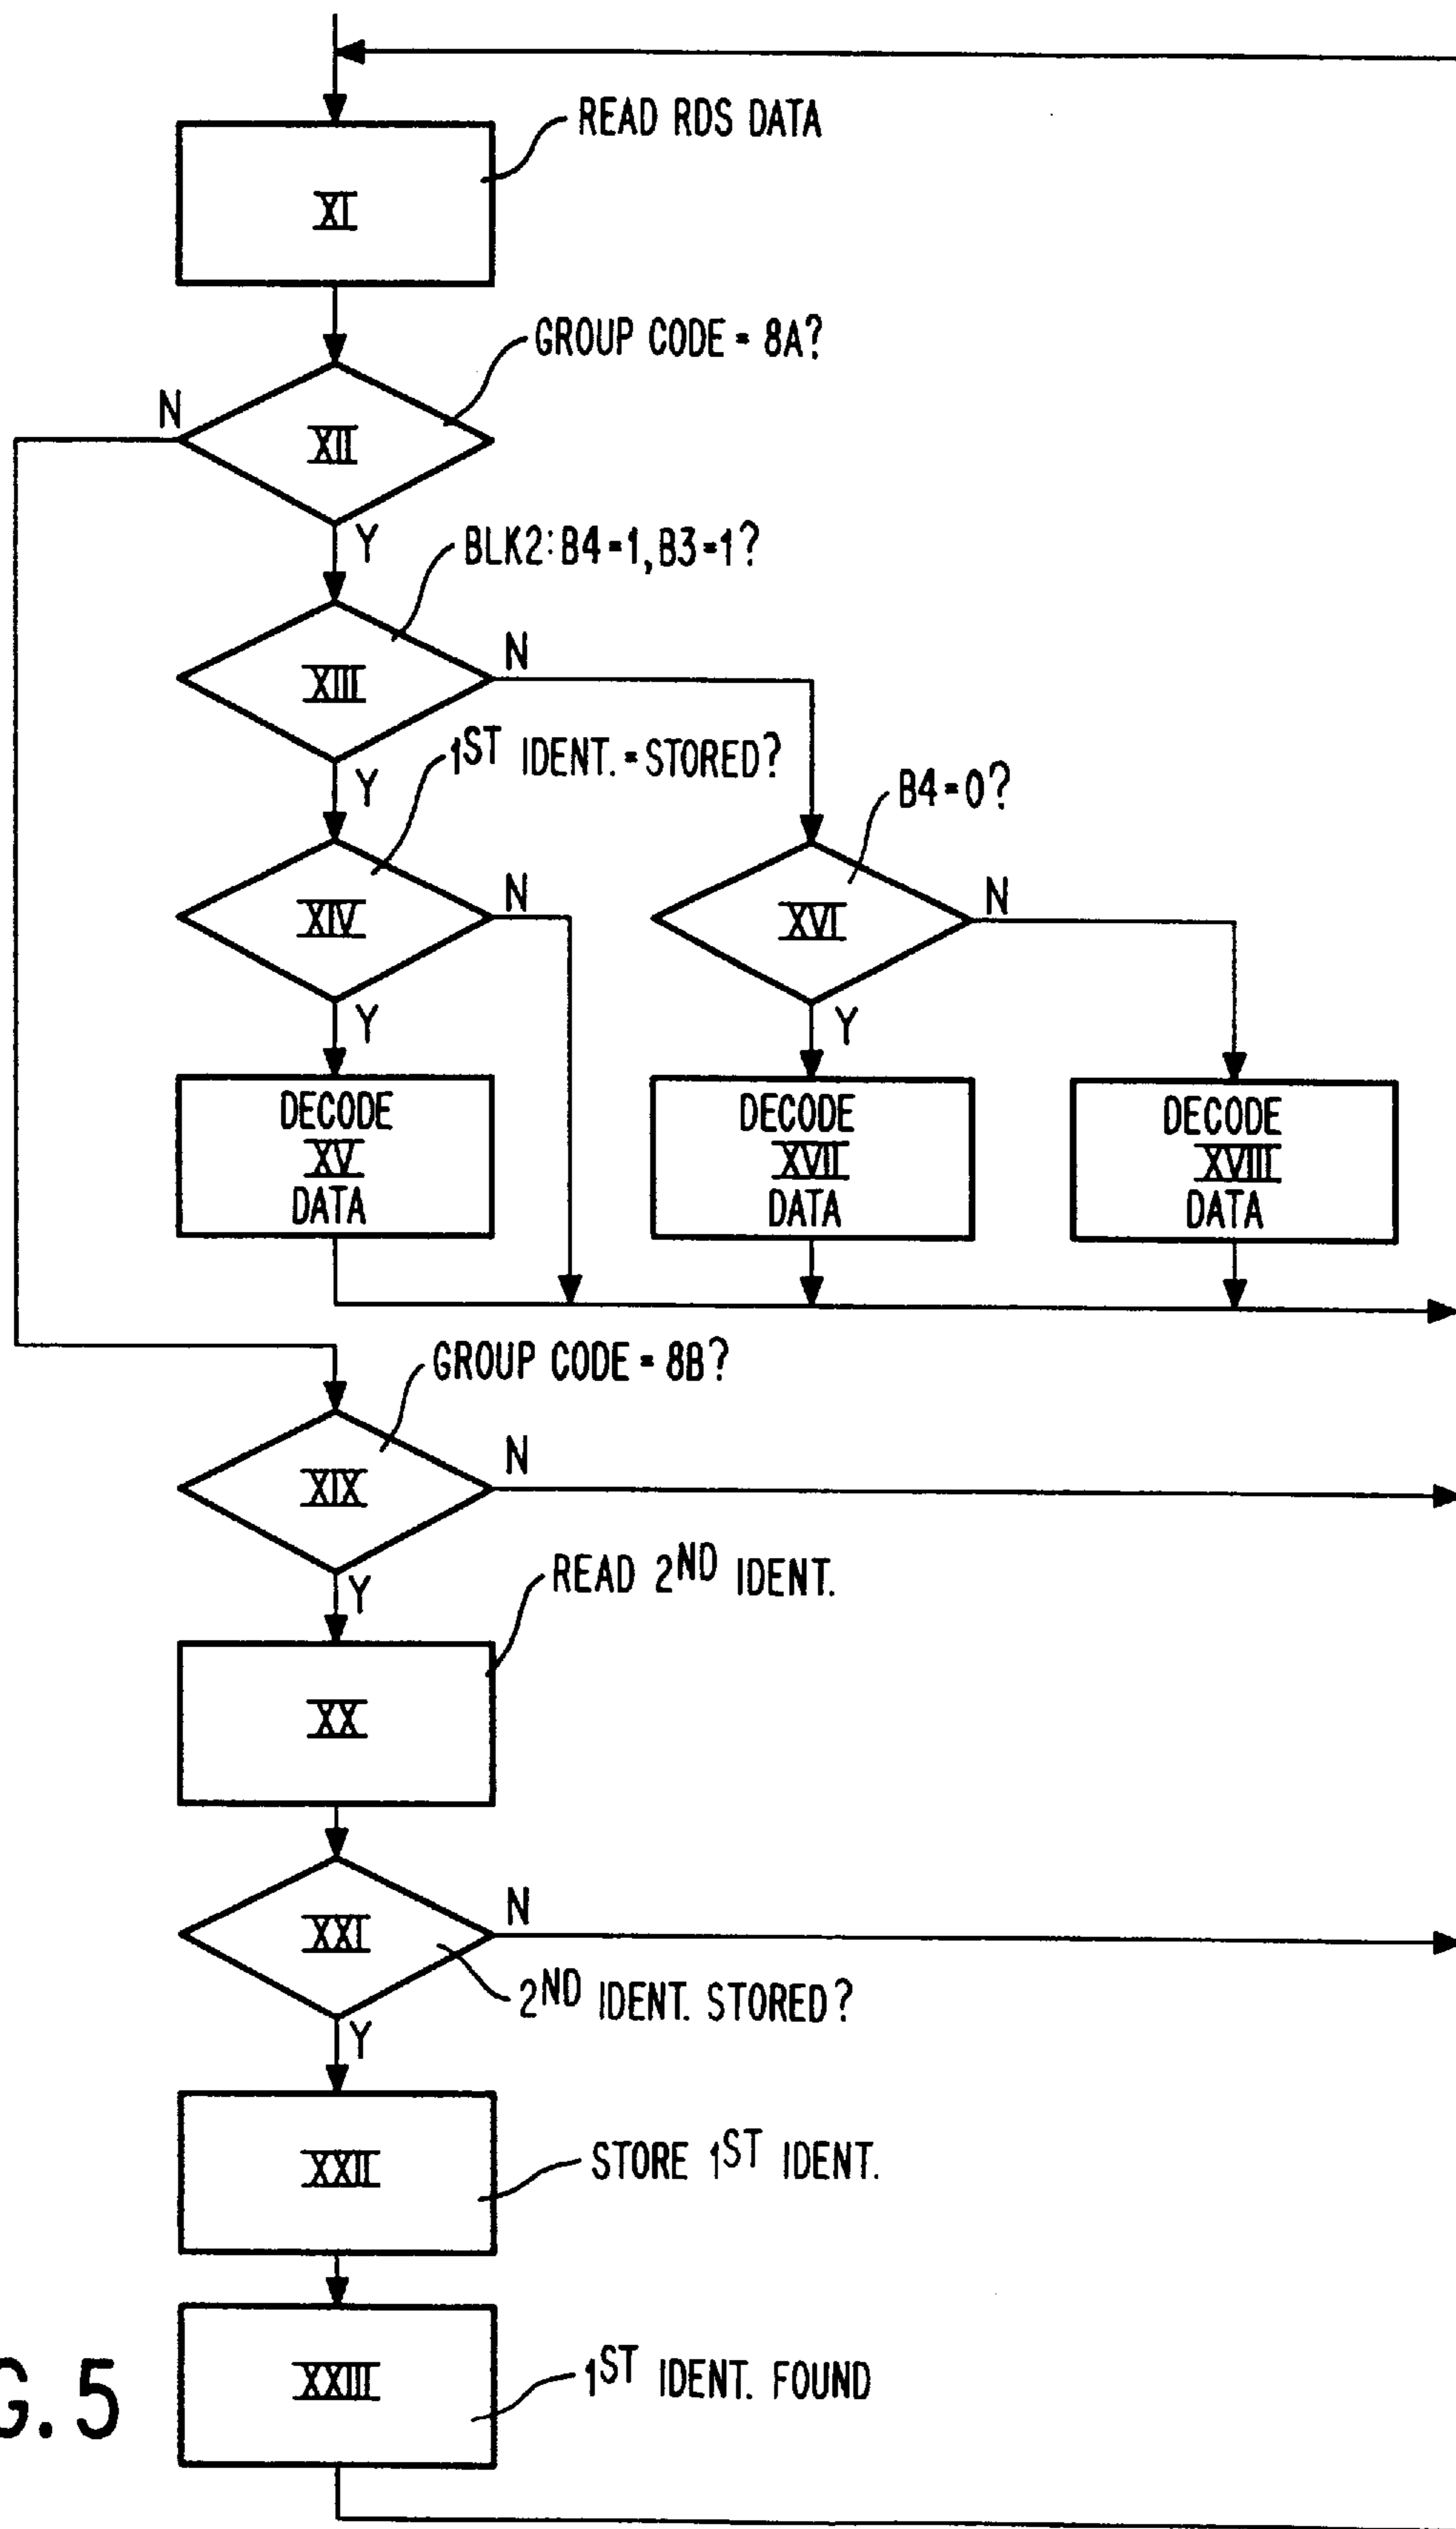 READ RDS DATA
XI
GROUP CODE = 8A?
N
XII
Y
BLK2:B4=1,B3=1?
XIII
N
Y
1ST IDENT.=STORED?
B4=0?
XIV
N
XVI
N
Y
Y
DECODE
XV
DATA
DECODE
XVII
DATA
DECODE
XVIII
DATA
GROUP CODE = 8B?
XIX
N
Y
READ 2ND IDENT.
XX
XXI
N
2ND IDENT. STORED?
Y
XXII
STORE 1ST IDENT.
XXIII
1ST IDENT. FOUND
G. 5